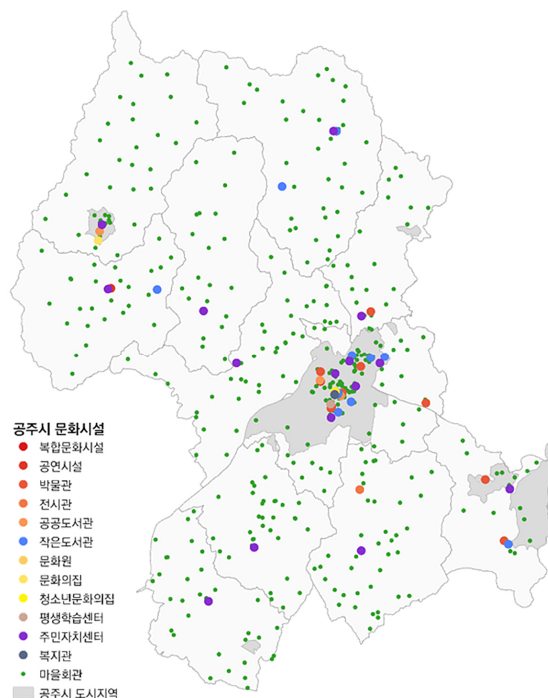 공주시 문화시설
복합문화시설
공연시설
박물관
전시관
공공도서관
작은도서관
문화원
문화의집
청소년문화의집
평생학습센터
주민자치센터
복지관
마을회관
공주시 도시지역